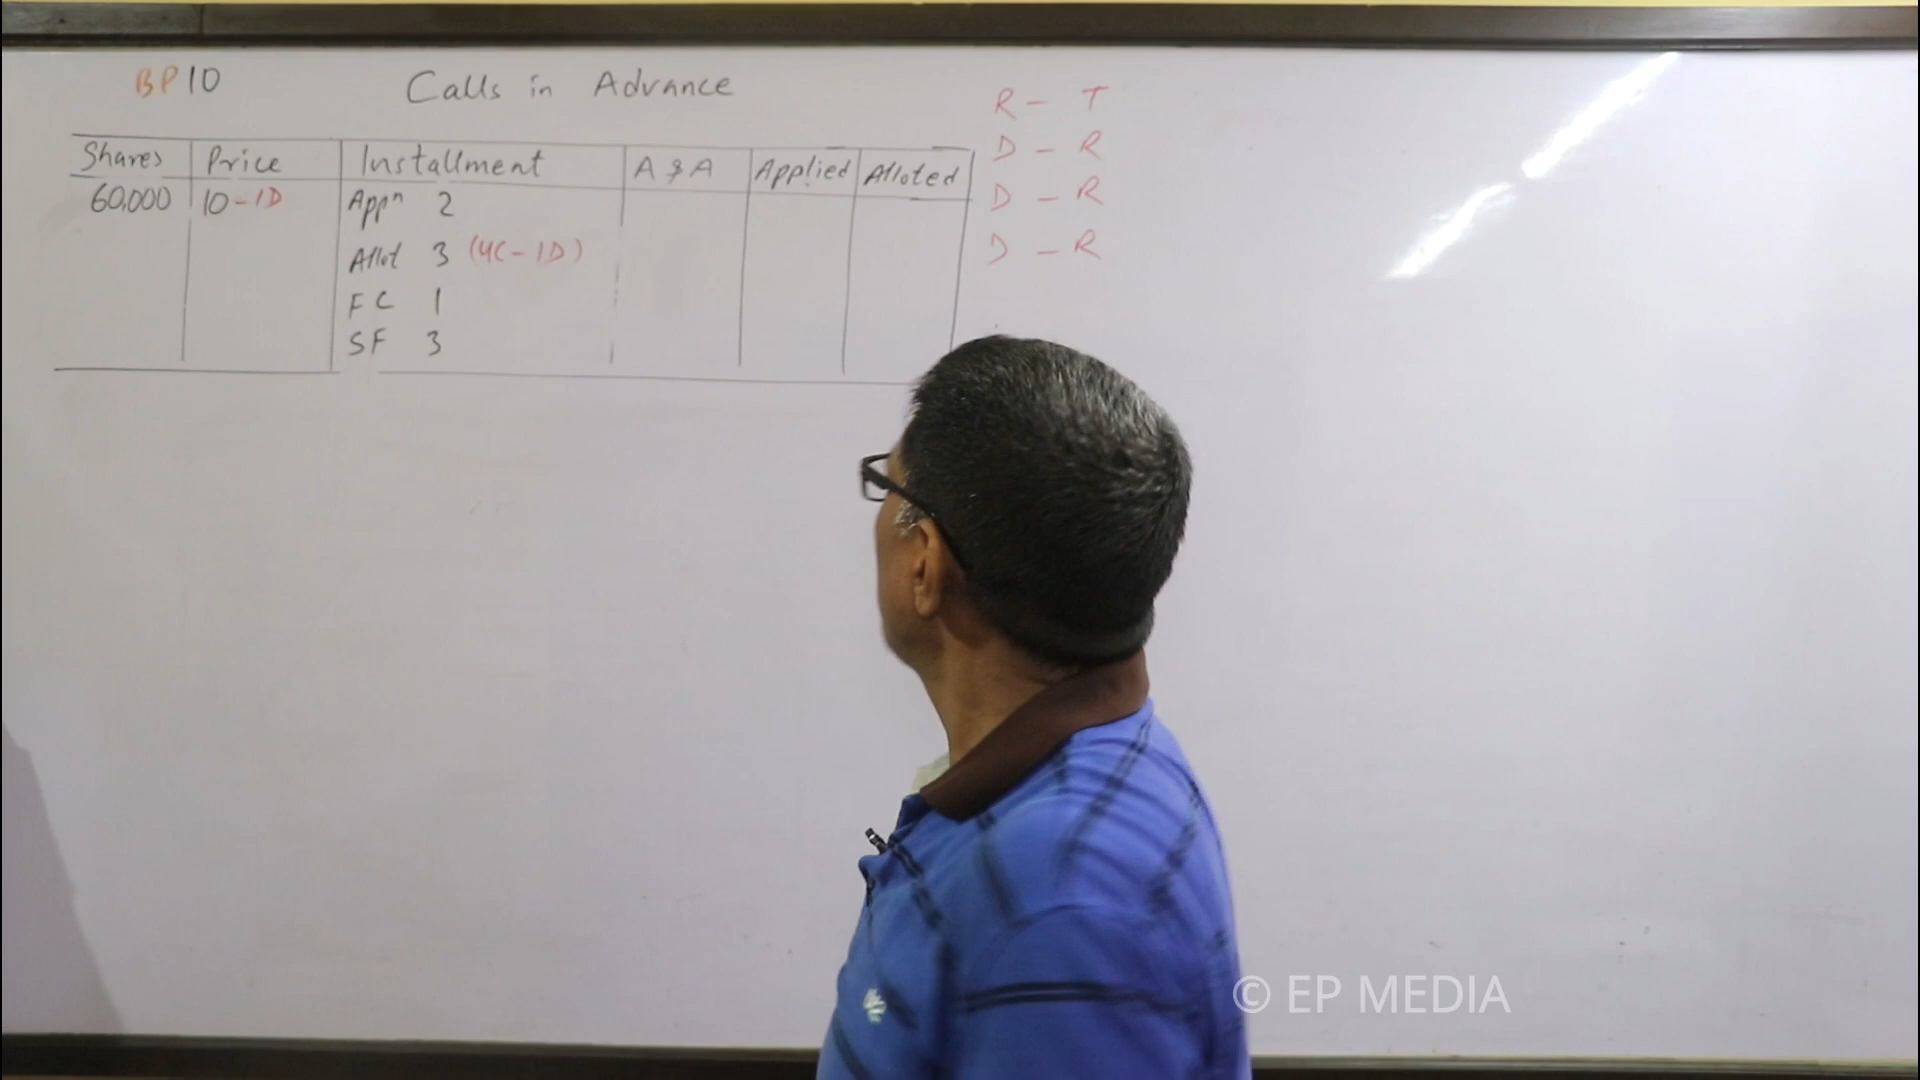 BP10 Calls in Advance
Shares Price Installment A & A Applied Alloted
60,000 10-1D Appn 2
Allot 3 (4C-1D)
FC 1
SF 3
R - T
D - R
D - R
D - R
© EP MEDIA